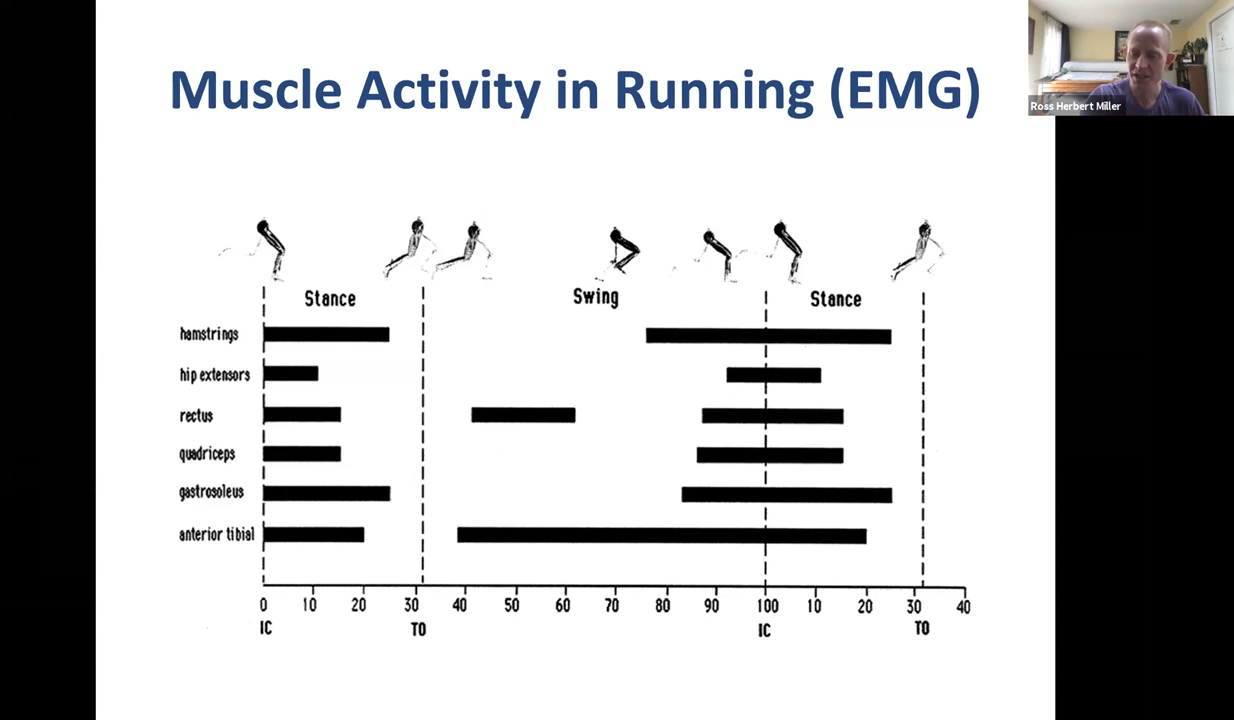 Muscle Activity in Running (EMG)
Ross Herbert Miller
Stance
Swing
Stance
hamstrings
hip extensors
rectus
quadriceps
gastrosoleus
anterior tibial
0 10 20 30 40 50 60 70 80 90 100 10 20 30 40
IC TO IC TO